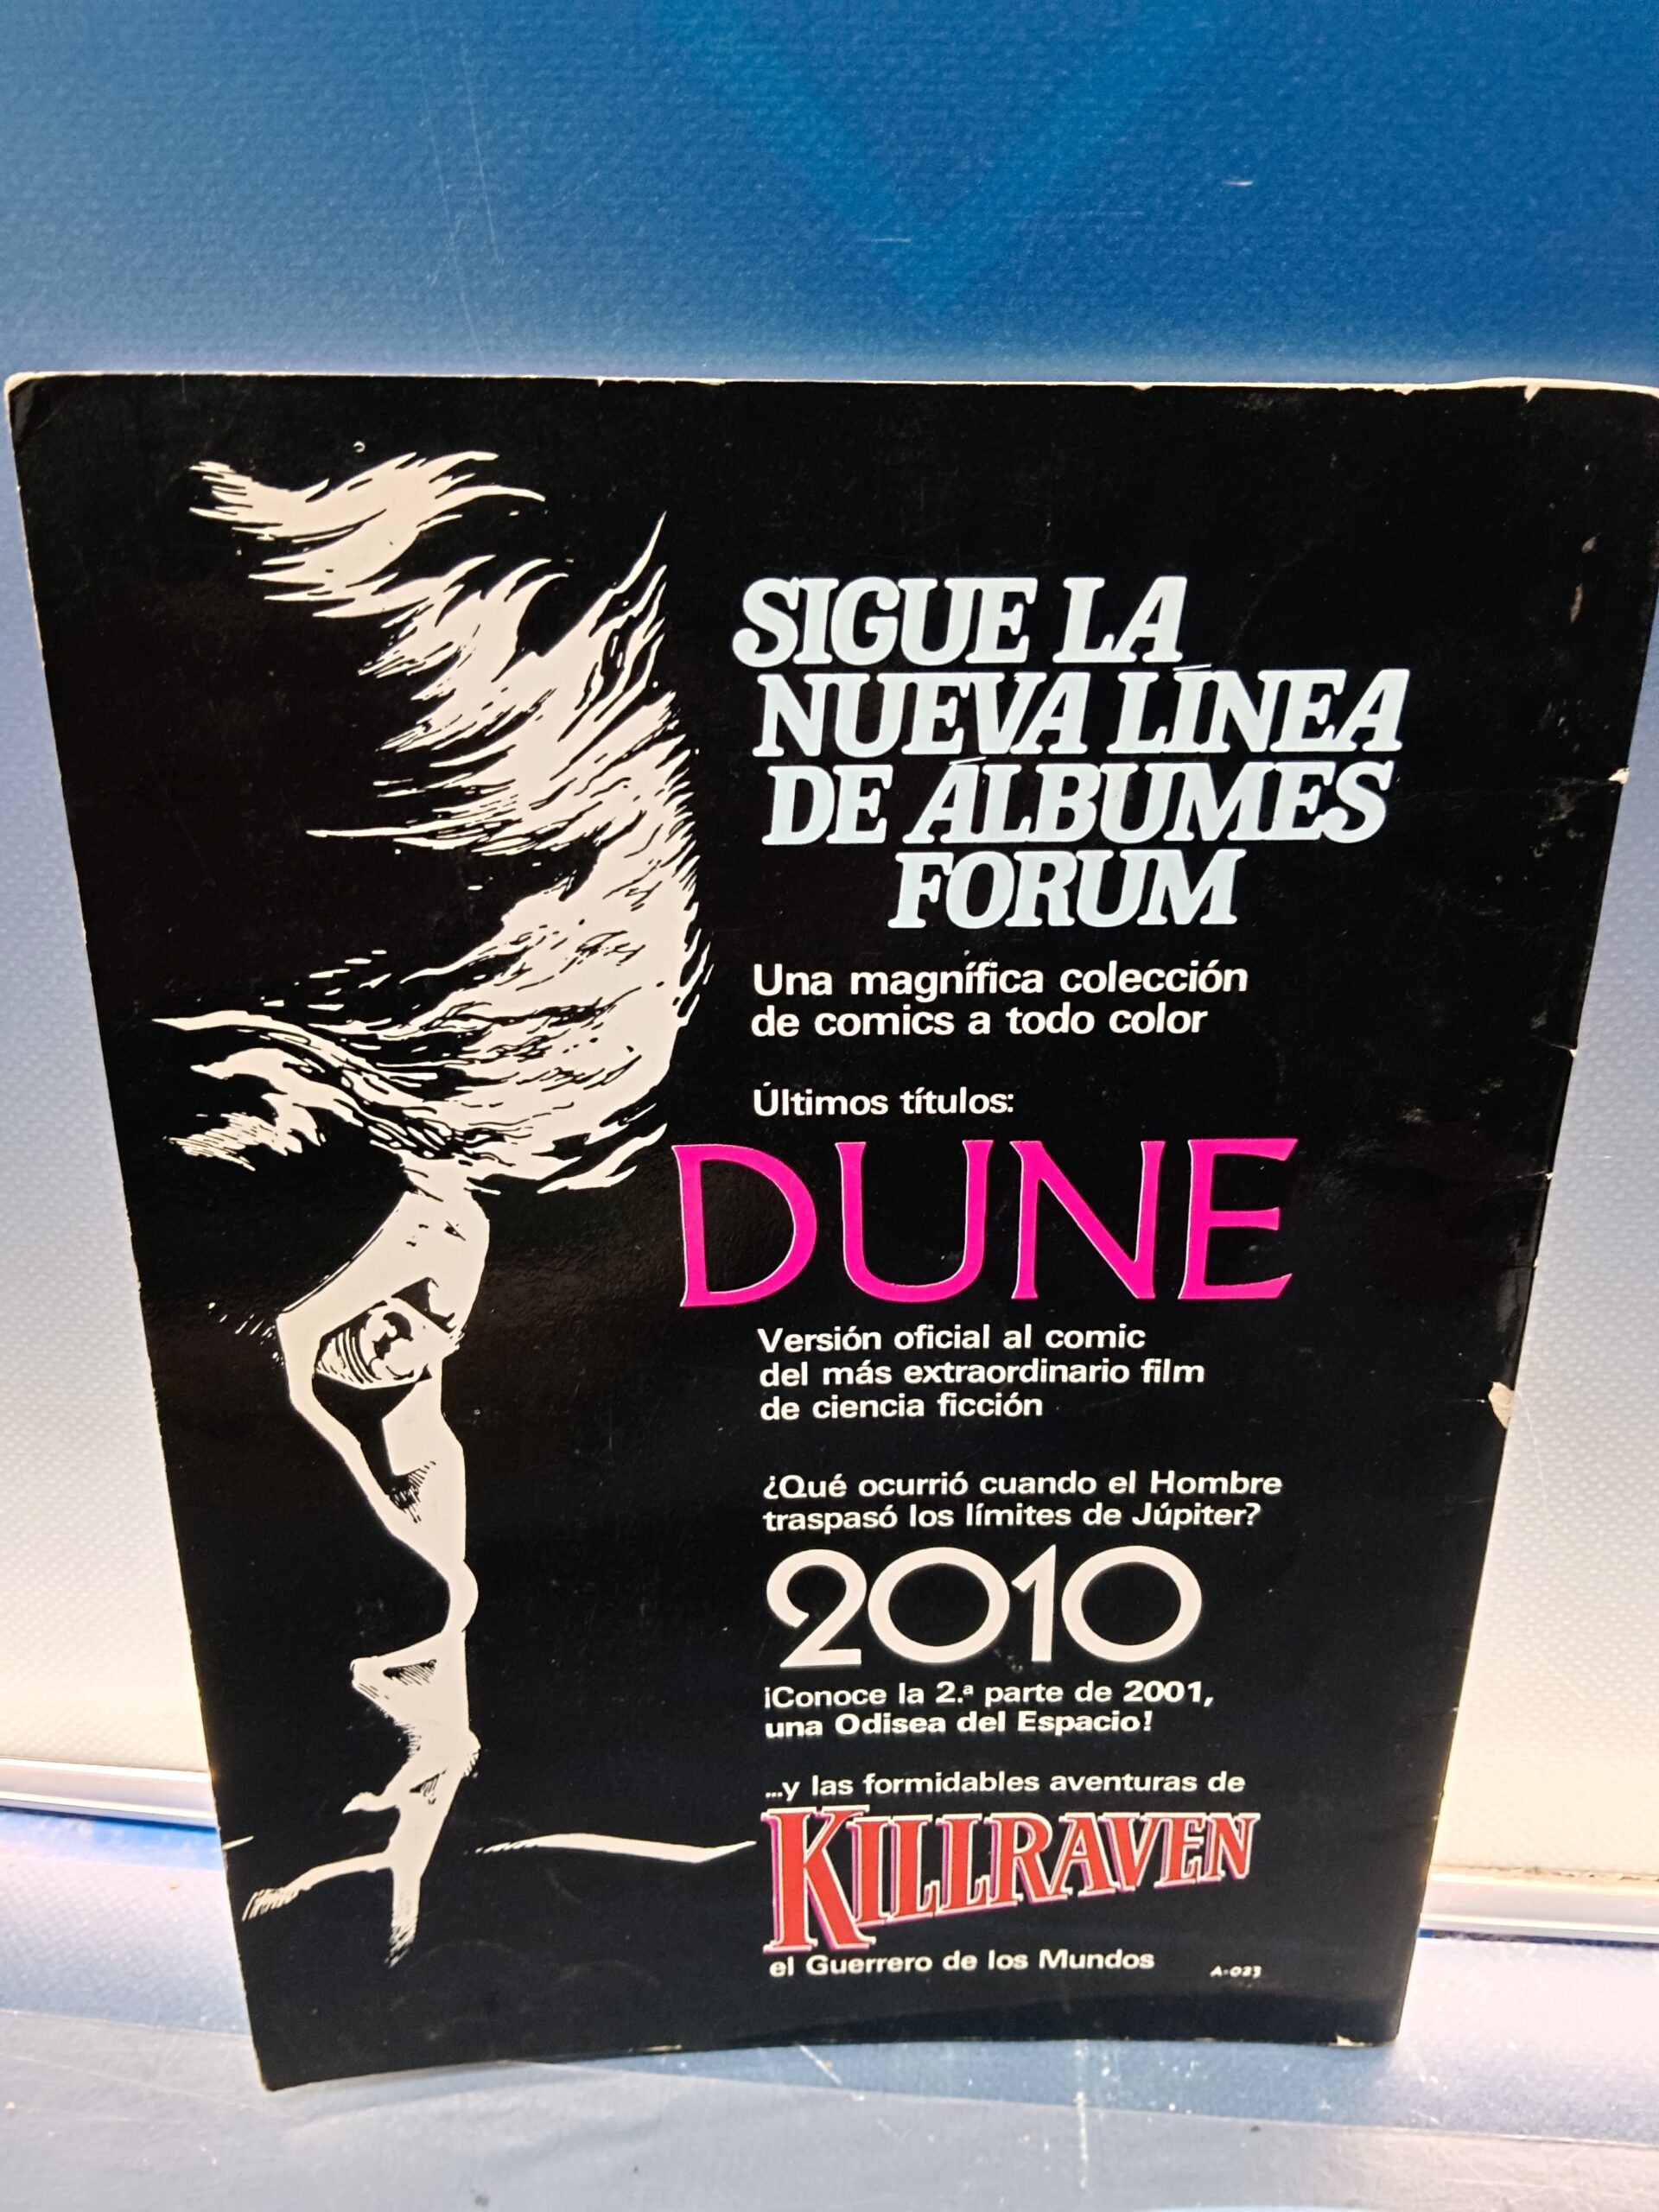 SIGUE LA
NUEVA LÍNEA
DE ÁLBUMES
FORUM
Una magnífica colección
de comics a todo color
Últimos títulos:
DUNE
Versión oficial al comic
del más extraordinario film
de ciencia ficción
¿Qué ocurrió cuando el Hombre
traspasó los límites de Júpiter?
2010
¡Conoce la 2.ª parte de 2001,
una Odisea del Espacio!
...y las formidables aventuras de
KILLRAVEN
el Guerrero de los Mundos
A-023